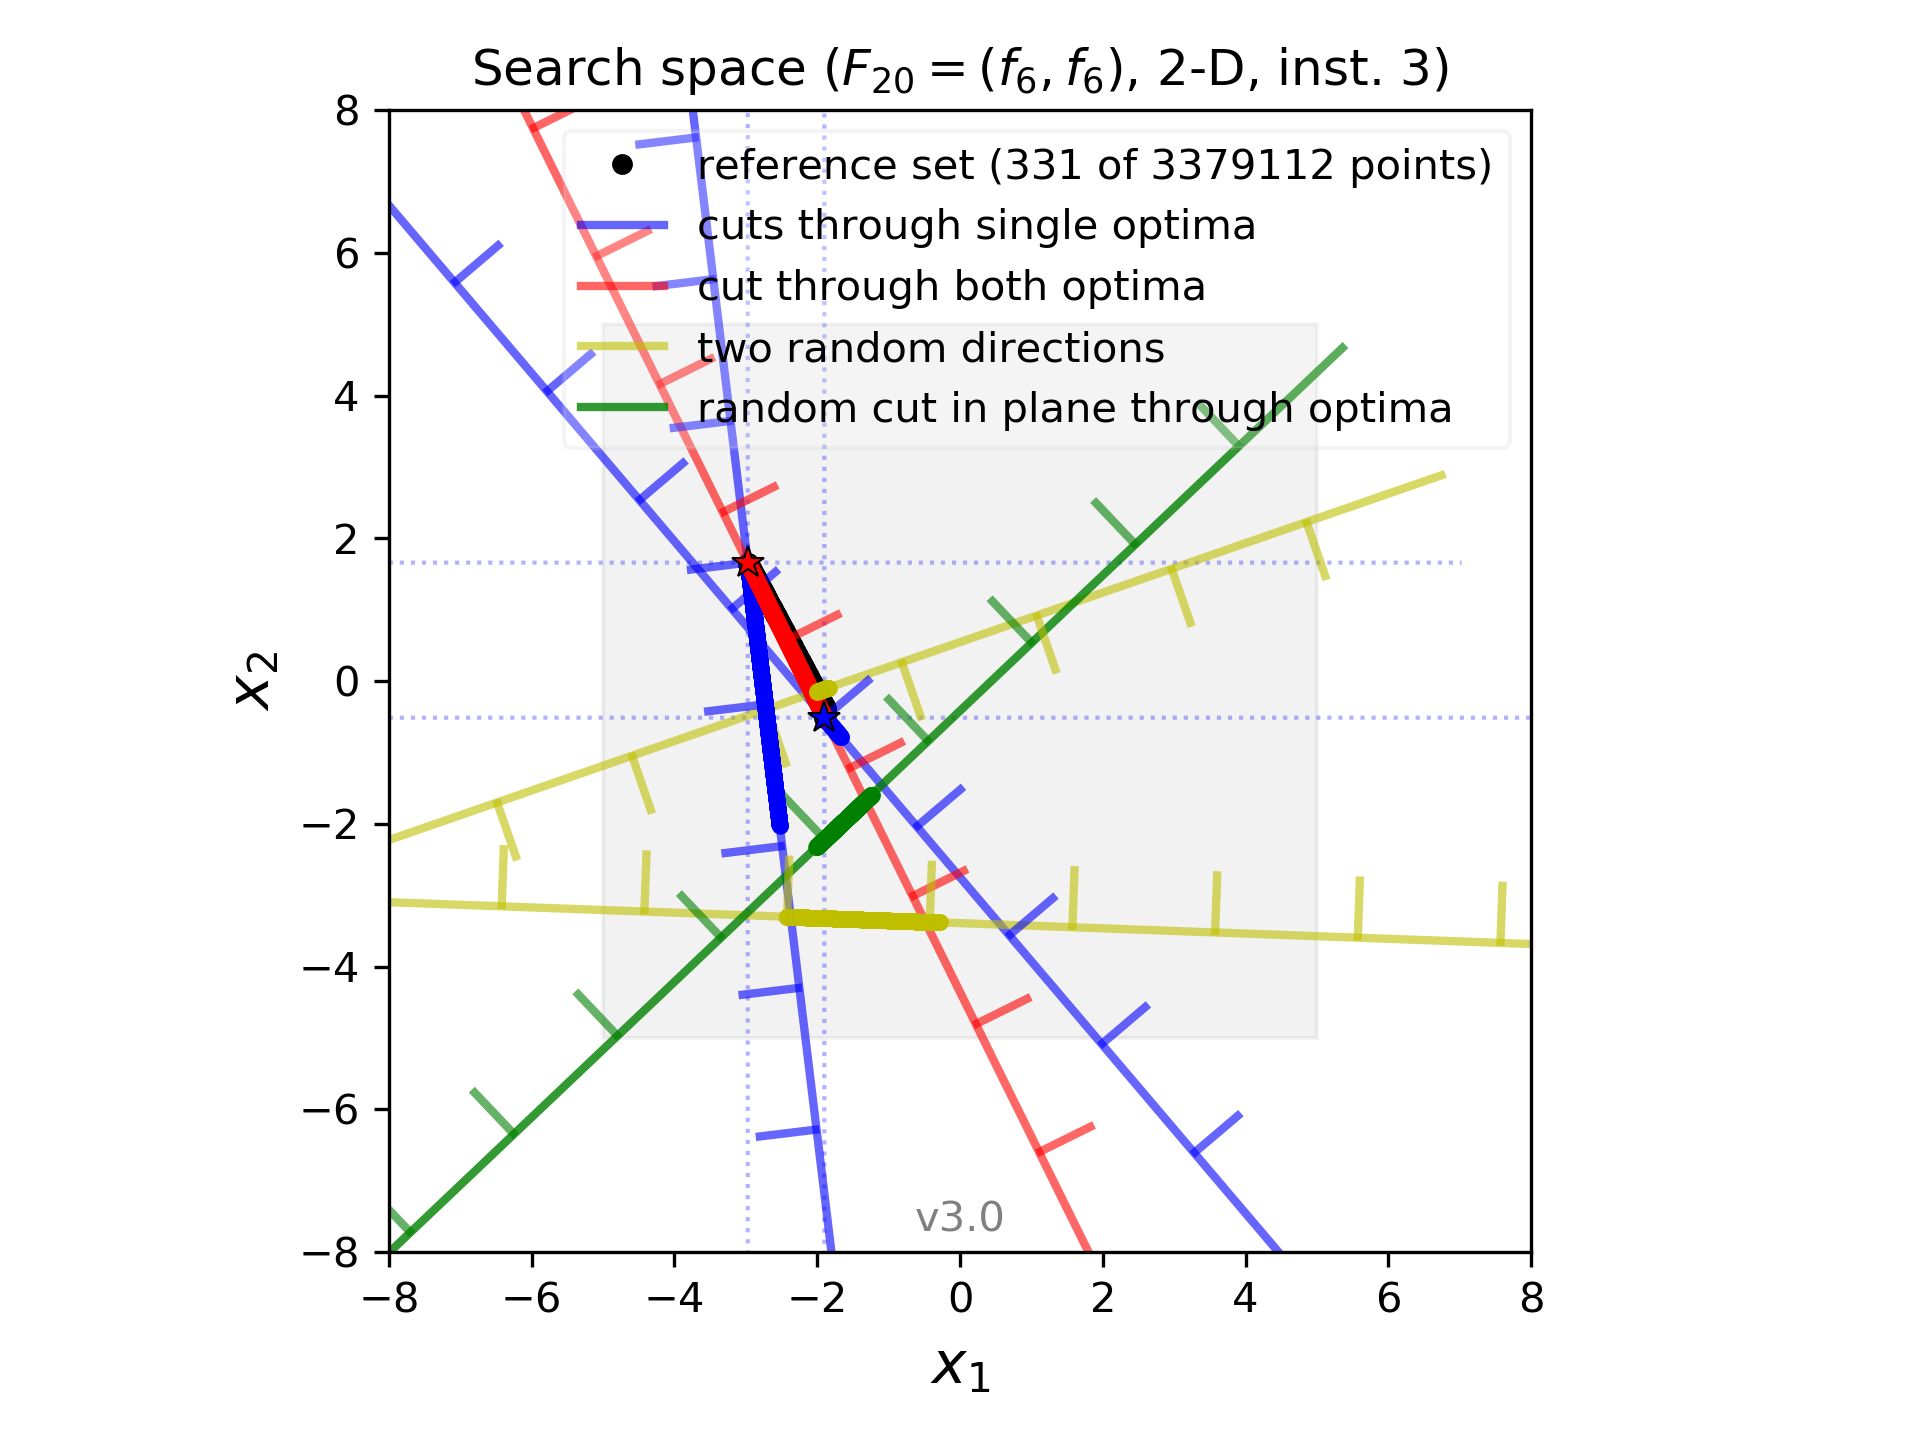 Search space (F₂₀ = (f₆, f₆), 2-D, inst. 3)
reference set (331 of 3379112 points)
cuts through single optima
cut through both optima
two random directions
random cut in plane through optima
8
6
4
2
0
−2
−4
−6
−8
x₂
v3.0
−8 −6 −4 −2 0 2 4 6 8
x₁